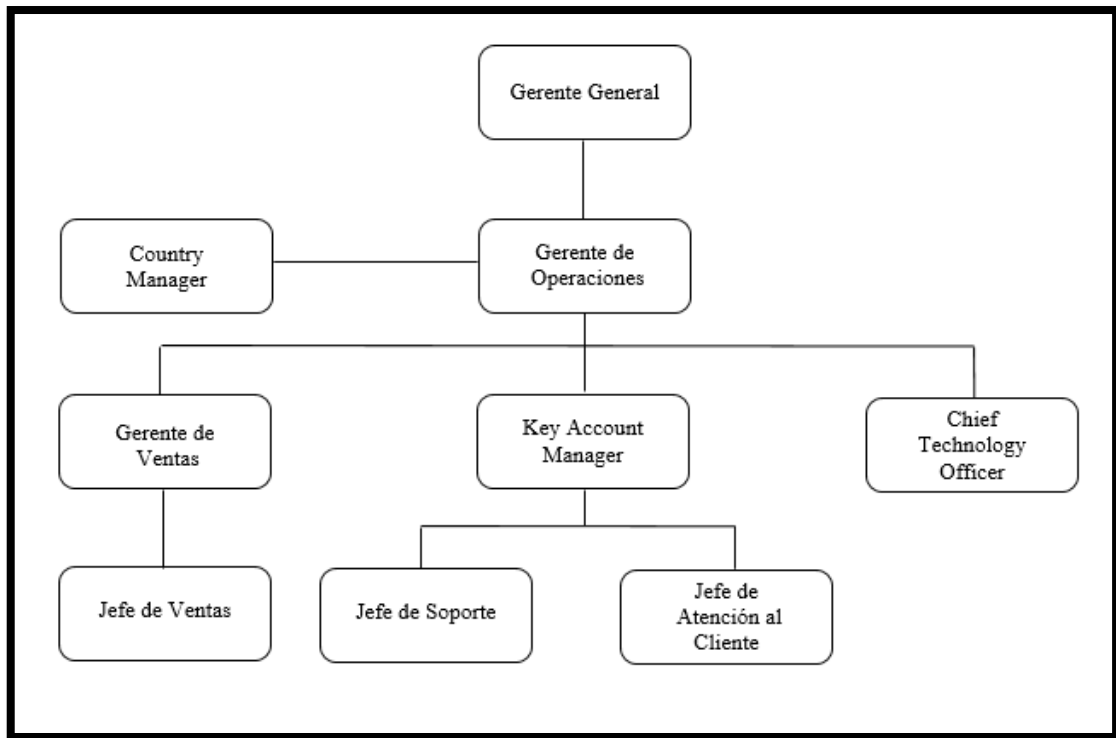 Gerente General
Country
Manager
Gerente de
Operaciones
Gerente de
Ventas
Key Account
Manager
Chief
Technology
Officer
Jefe de Ventas
Jefe de Soporte
Jefe de
Atención al
Cliente